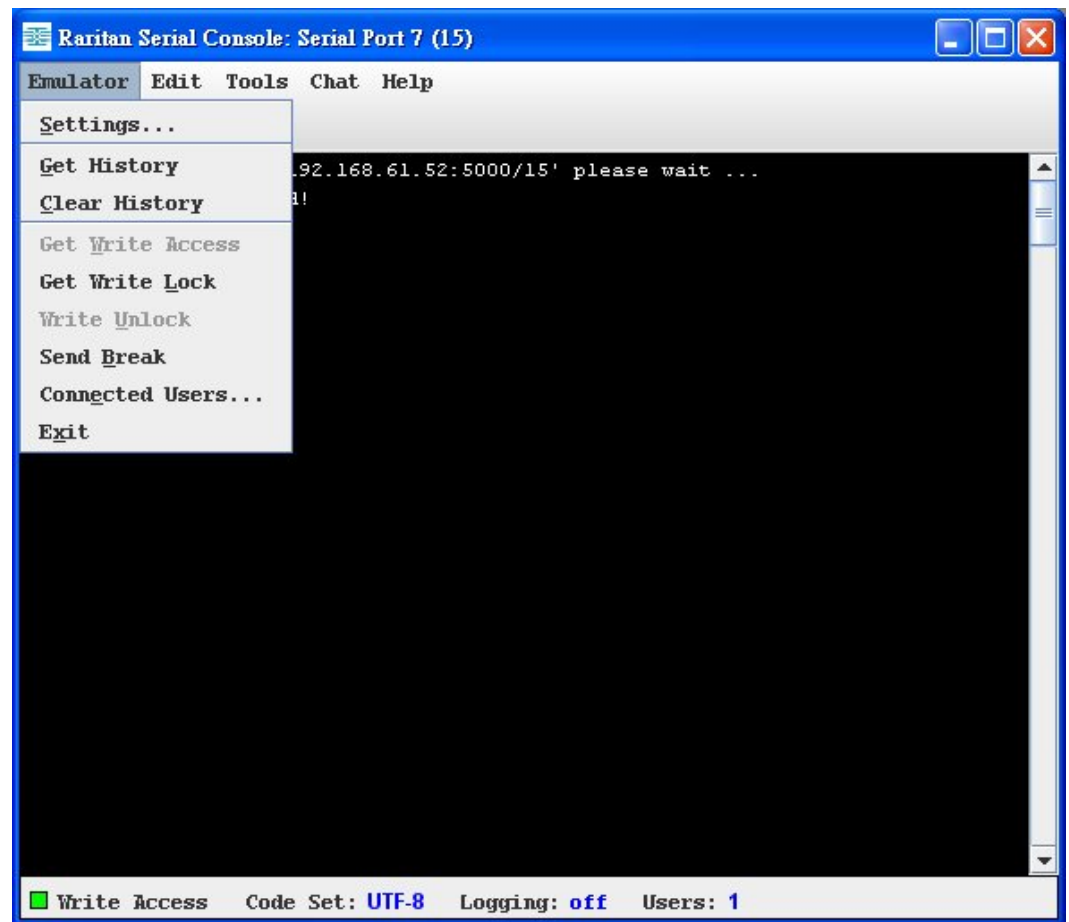 Raritan Serial Console: Serial Port 7 (15)
Emulator Edit Tools Chat Help
Settings...
Get History
.92.168.61.52:5000/15' please wait ...
Clear History
!
Get Write Access
Get Write Lock
Write Unlock
Send Break
Connected Users...
Exit
Write Access Code Set: UTF-8 Logging: off Users: 1